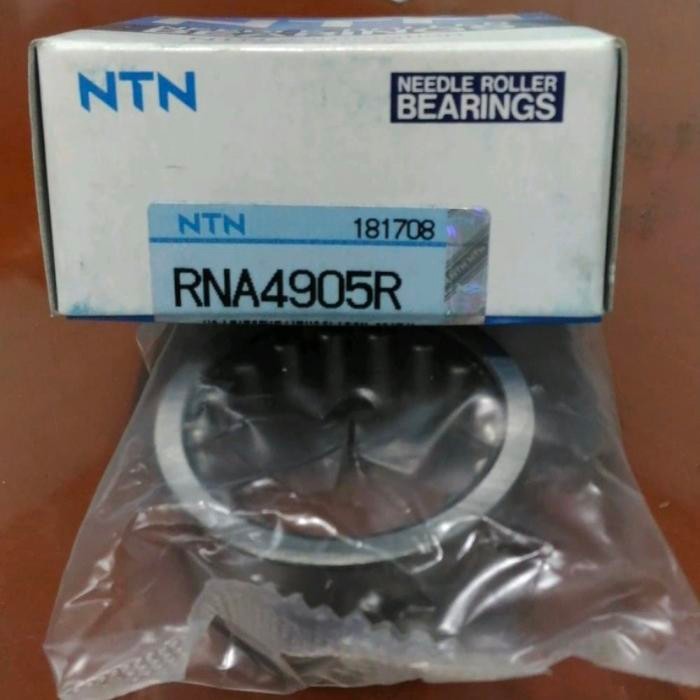 NTN
NEEDLE ROLLER
BEARINGS
NTN 181708
RNA4905R